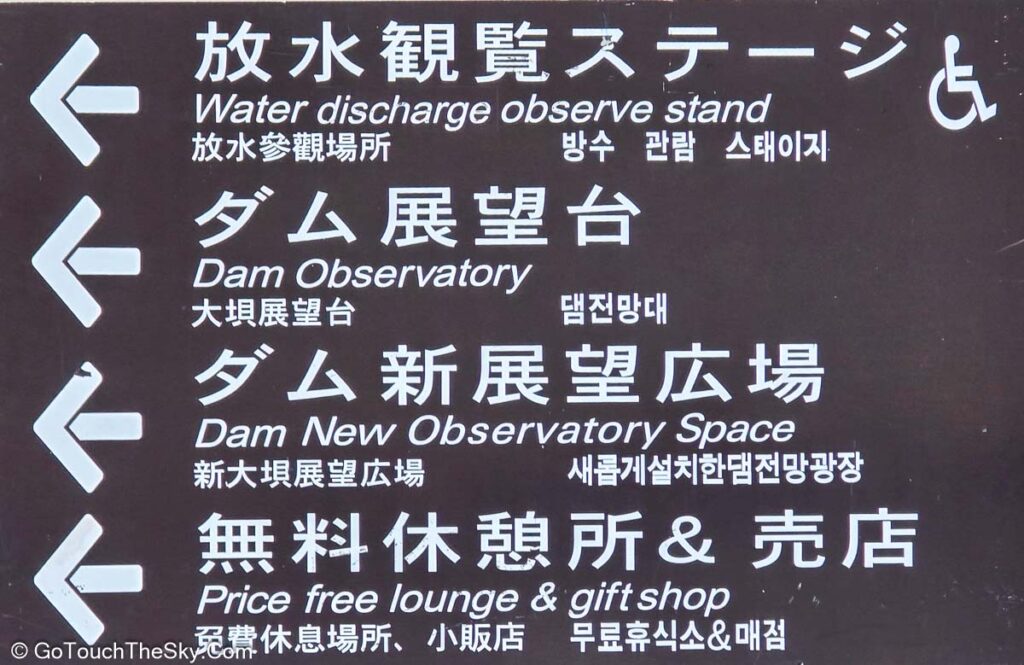 放水観覧ステージ
Water discharge observe stand
放水參觀場所 방수 관람 스태이지
ダム展望台
Dam Observatory
大坝展望台 댐전망대
ダム新展望広場
Dam New Observatory Space
新大坝展望広場 새롭게설치한댐전망광장
無料休憩所& 売店
Price free lounge & gift shop
免費休息場所、小販店 무료휴식소&매점
© GoTouchTheSky.Com